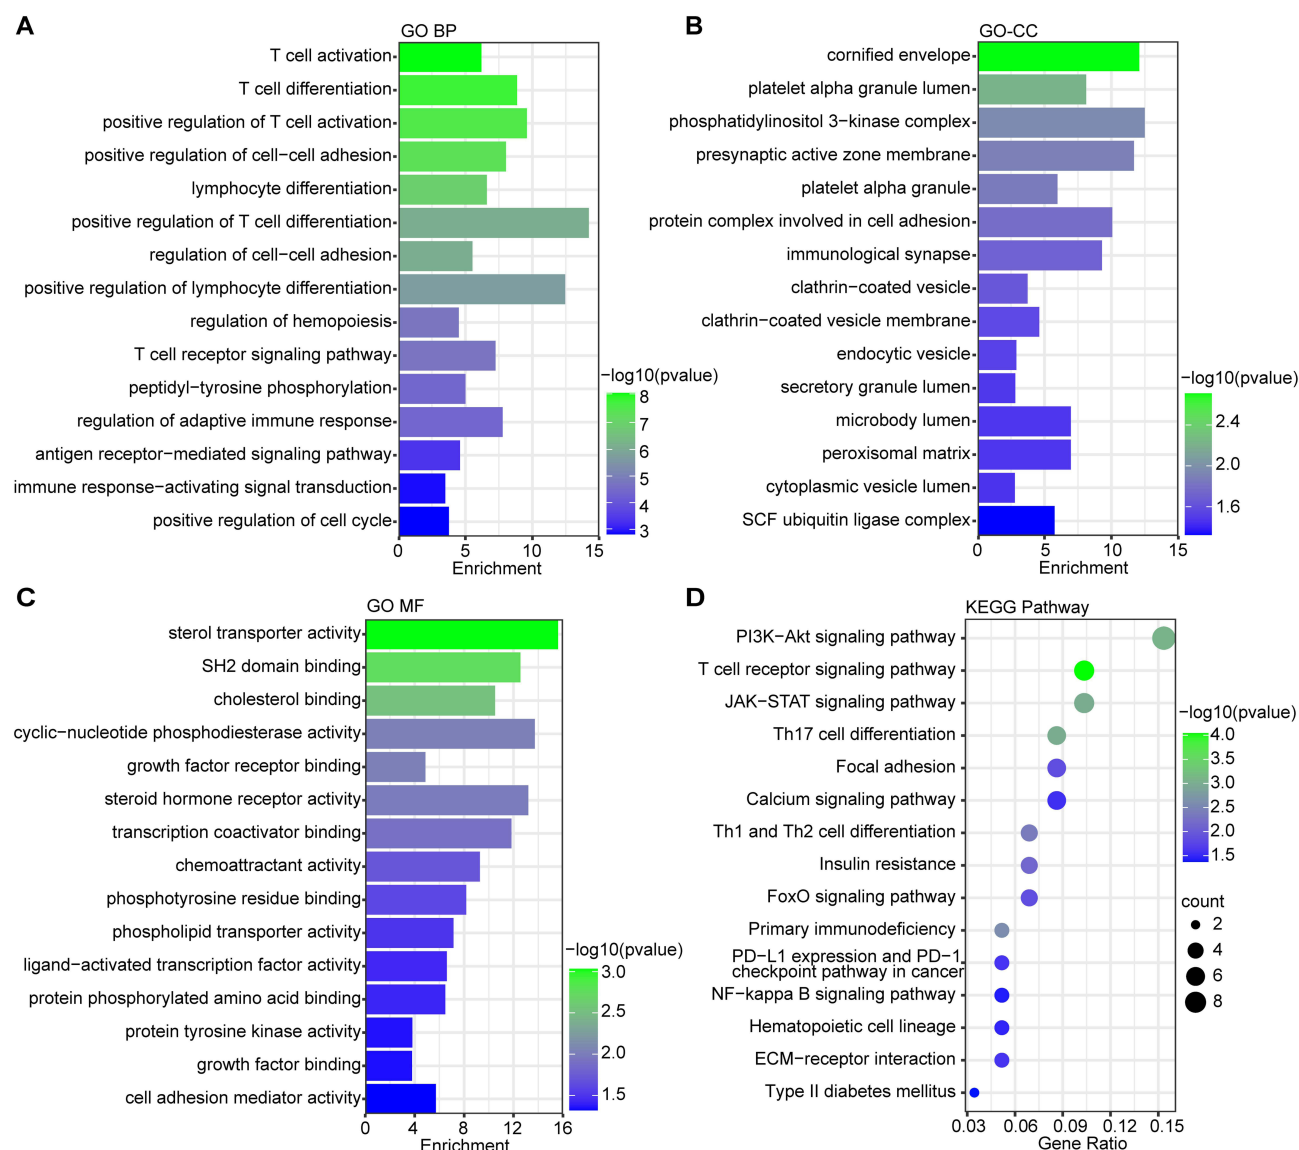 A
GO BP
T cell activation
T cell differentiation
positive regulation of T cell activation
positive regulation of cell−cell adhesion
lymphocyte differentiation
positive regulation of T cell differentiation
regulation of cell−cell adhesion
positive regulation of lymphocyte differentiation
regulation of hemopoiesis
T cell receptor signaling pathway
peptidyl−tyrosine phosphorylation
regulation of adaptive immune response
antigen receptor−mediated signaling pathway
immune response−activating signal transduction
positive regulation of cell cycle
0 5 10 15
Enrichment
−log10(pvalue)
8
7
6
5
4
3
B
GO-CC
cornified envelope
platelet alpha granule lumen
phosphatidylinositol 3−kinase complex
presynaptic active zone membrane
platelet alpha granule
protein complex involved in cell adhesion
immunological synapse
clathrin−coated vesicle
clathrin−coated vesicle membrane
endocytic vesicle
secretory granule lumen
microbody lumen
peroxisomal matrix
cytoplasmic vesicle lumen
SCF ubiquitin ligase complex
0 5 10 15
Enrichment
−log10(pvalue)
2.4
2.0
1.6
C
GO MF
sterol transporter activity
SH2 domain binding
cholesterol binding
cyclic−nucleotide phosphodiesterase activity
growth factor receptor binding
steroid hormone receptor activity
transcription coactivator binding
chemoattractant activity
phosphotyrosine residue binding
phospholipid transporter activity
ligand−activated transcription factor activity
protein phosphorylated amino acid binding
protein tyrosine kinase activity
growth factor binding
cell adhesion mediator activity
0 4 8 12 16
Enrichment
−log10(pvalue)
3.0
2.5
2.0
1.5
D
KEGG Pathway
PI3K−Akt signaling pathway
T cell receptor signaling pathway
JAK−STAT signaling pathway
Th17 cell differentiation
Focal adhesion
Calcium signaling pathway
Th1 and Th2 cell differentiation
Insulin resistance
FoxO signaling pathway
Primary immunodeficiency
PD−L1 expression and PD−1
checkpoint pathway in cancer
NF−kappa B signaling pathway
Hematopoietic cell lineage
ECM−receptor interaction
Type II diabetes mellitus
0.03 0.06 0.09 0.12 0.15
Gene Ratio
−log10(pvalue)
4.0
3.5
3.0
2.5
2.0
1.5
count
2
4
6
8